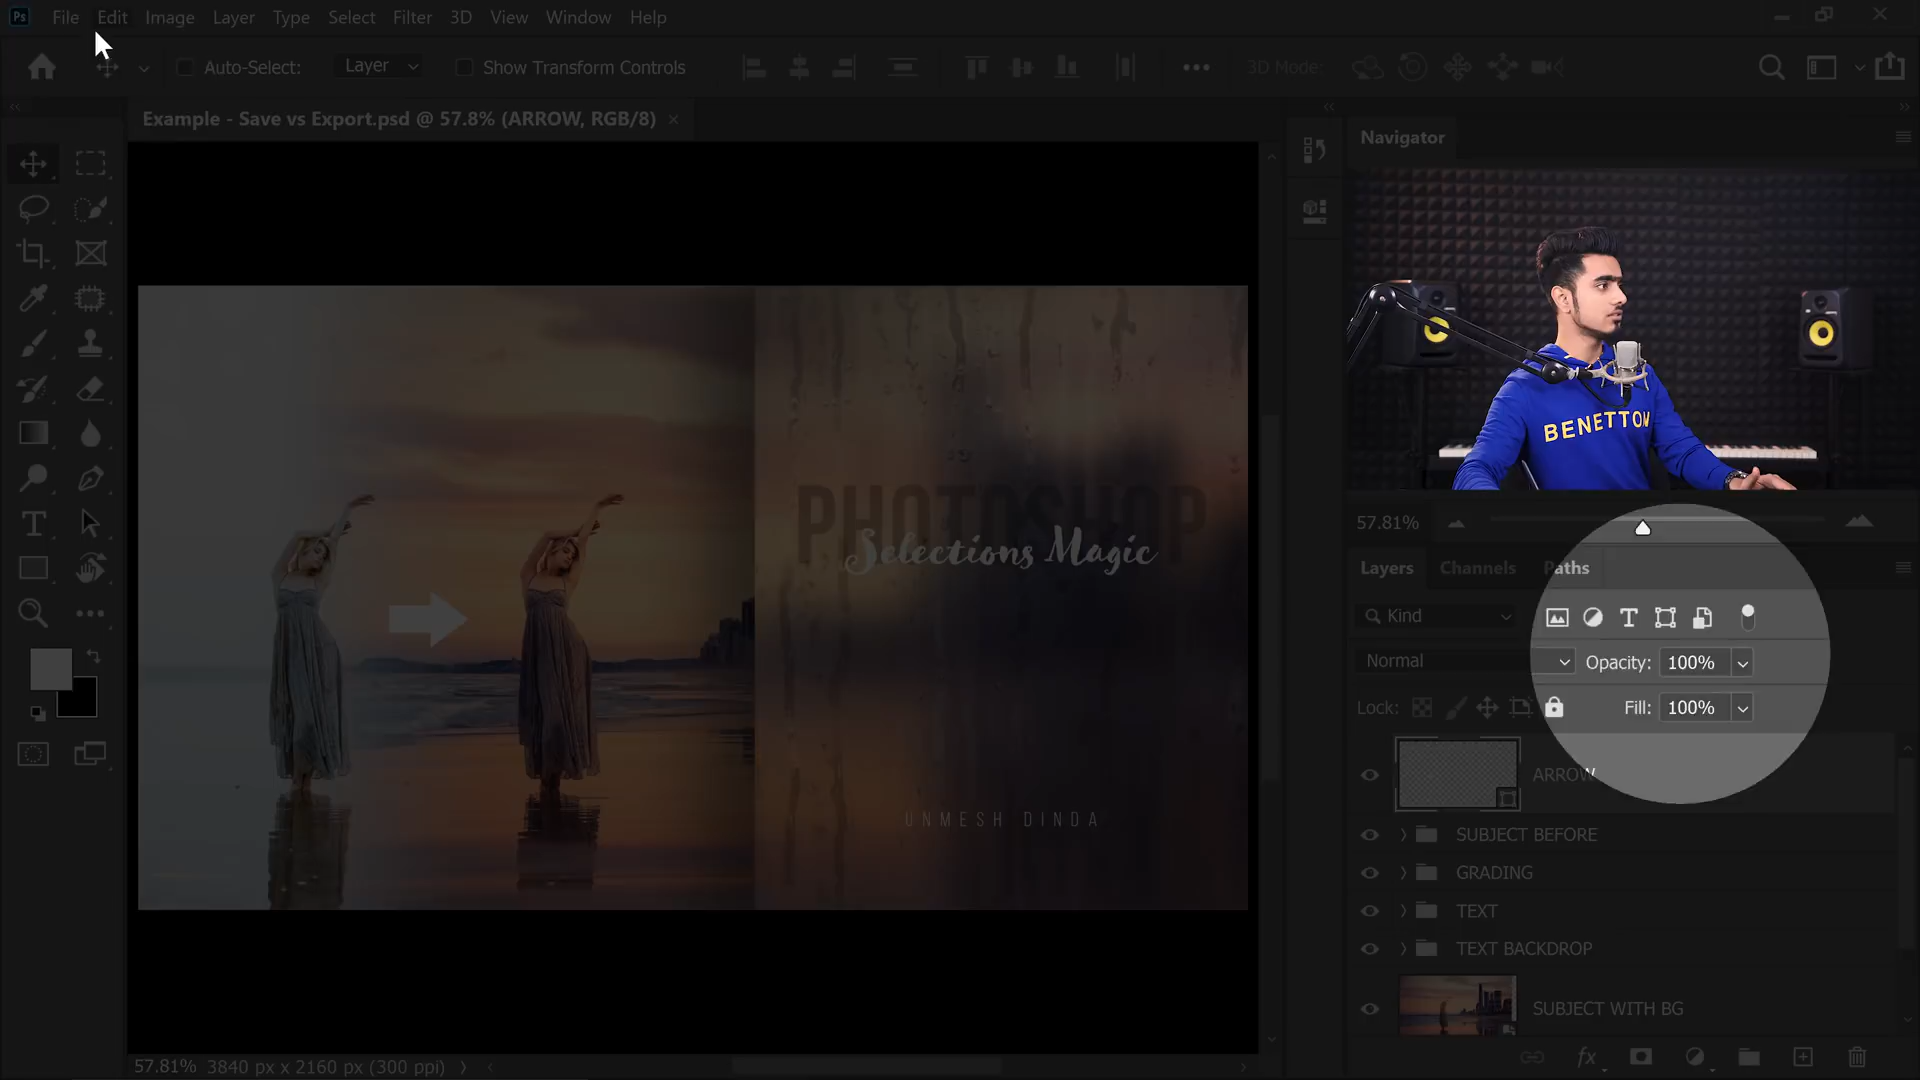 Ps File Edit Image Layer Type Select Filter 3D View Window Help
Auto-Select: Layer Show Transform Controls 3D Mode:
Example - Save vs Export.psd @ 57.8% (ARROW, RGB/8)
Navigator
BENETTON
PHOTOSHOP
Selections Magic
UNMESH DINDA
57.81%
Layers Channels Paths
Kind
Normal Opacity: 100%
Lock: Fill: 100%
ARROW
SUBJECT BEFORE
GRADING
TEXT
TEXT BACKDROP
SUBJECT WITH BG
fx
57.81% 3840 px x 2160 px (300 ppi)